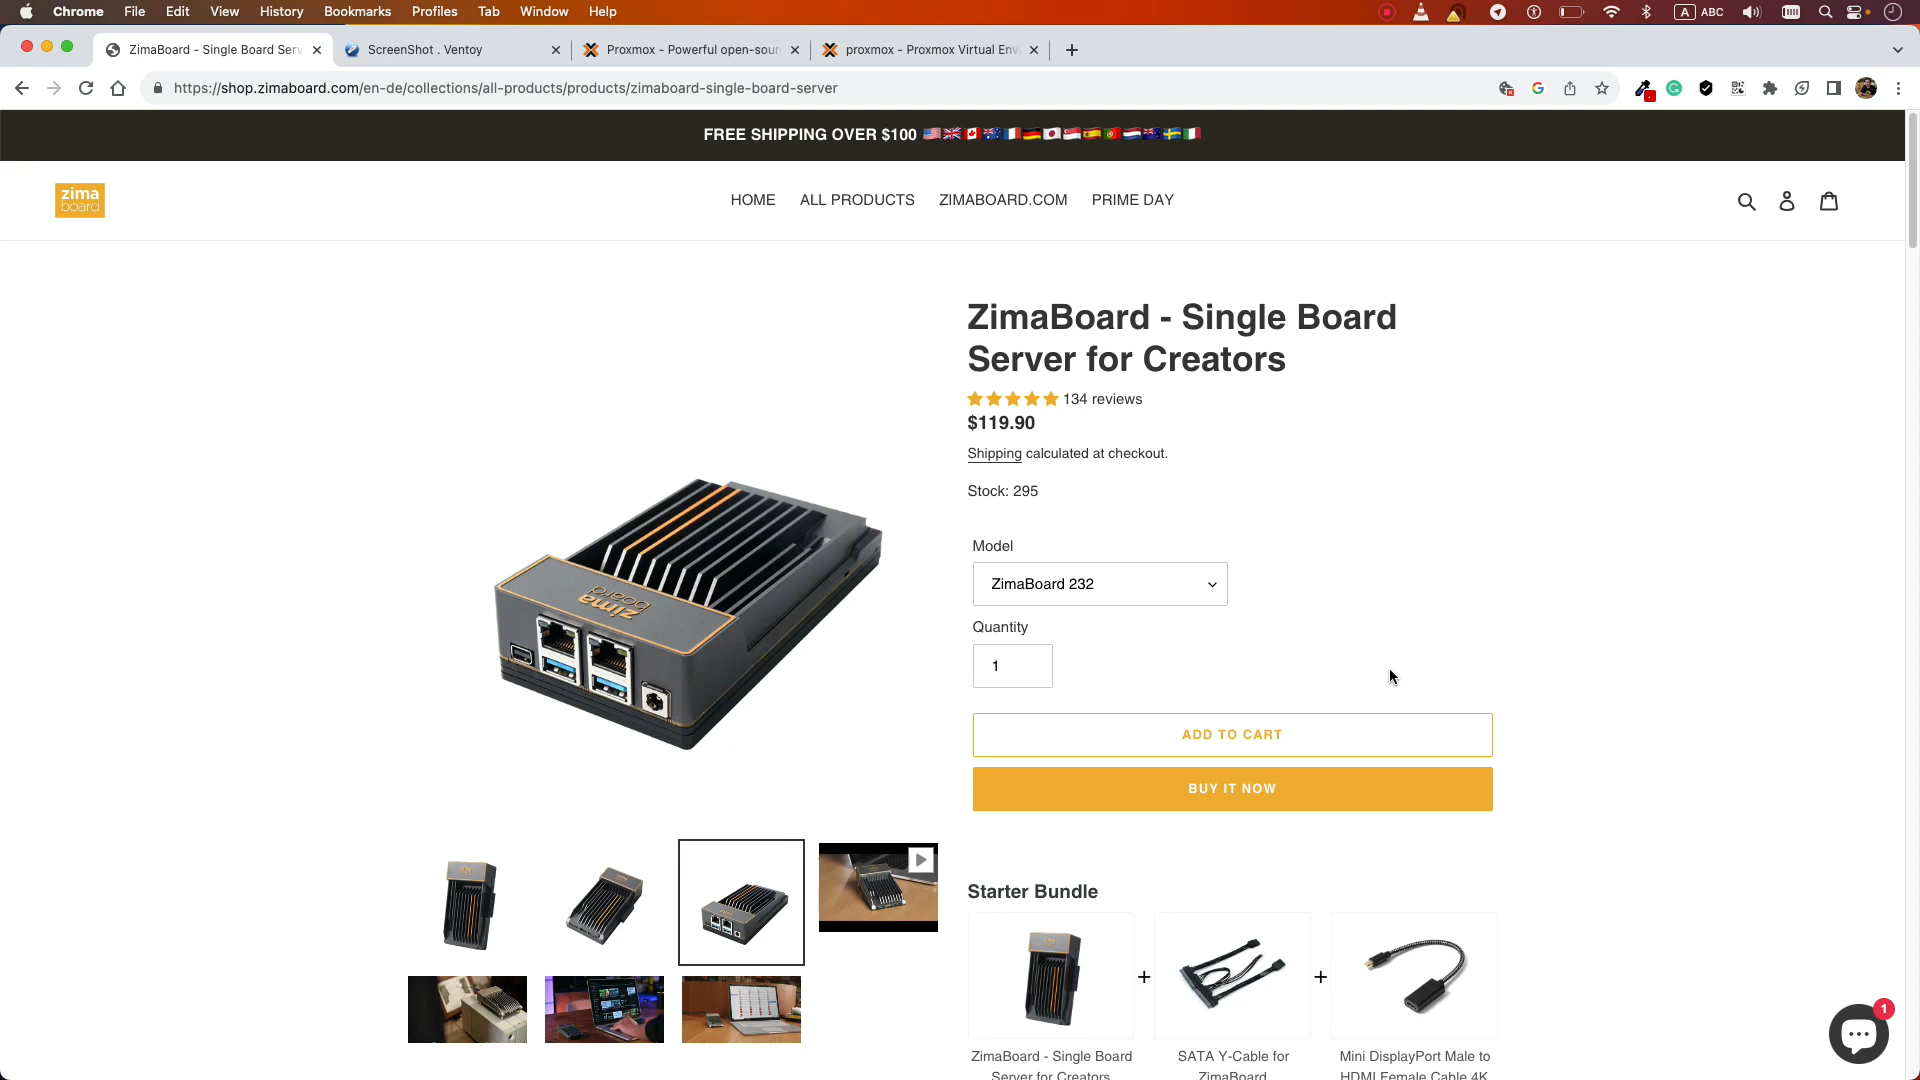 Chrome File Edit View History Bookmarks Profiles Tab Window Help
A ABC
ZimaBoard - Single Board Serv
ScreenShot . Ventoy
Proxmox - Powerful open-sour
proxmox - Proxmox Virtual Envi
https://shop.zimaboard.com/en-de/collections/all-products/products/zimaboard-single-board-server
FREE SHIPPING OVER $100
zima
board
HOME ALL PRODUCTS ZIMABOARD.COM PRIME DAY
ZimaBoard - Single Board
Server for Creators
134 reviews
$119.90
Shipping calculated at checkout.
Stock: 295
Model
ZimaBoard 232
Quantity
1
ADD TO CART
BUY IT NOW
zima
board
Starter Bundle
+
+
ZimaBoard - Single Board
Server for Creators
SATA Y-Cable for
ZimaBoard
Mini DisplayPort Male to
HDMI Female Cable 4K
1